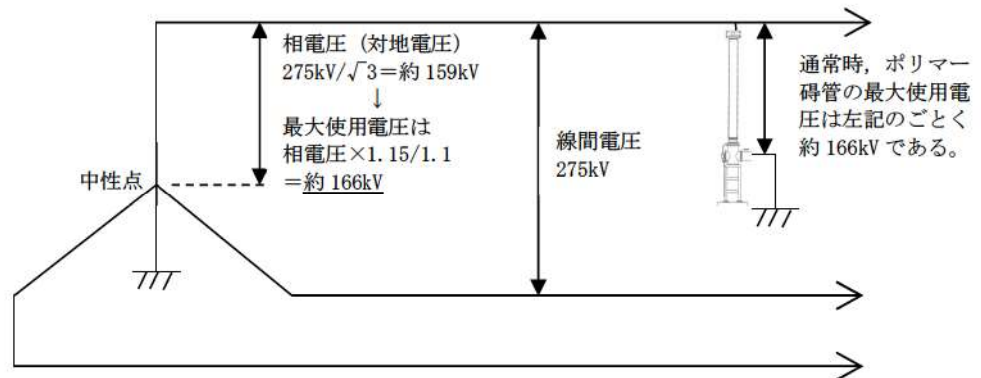 相電圧（対地電圧）
275kV/√3＝約 159kV
↓
最大使用電圧は
相電圧×1.15/1.1
＝約 166kV
中性点
線間電圧
275kV
通常時，ポリマー
碍管の最大使用電
圧は左記のごとく
約 166kV である。